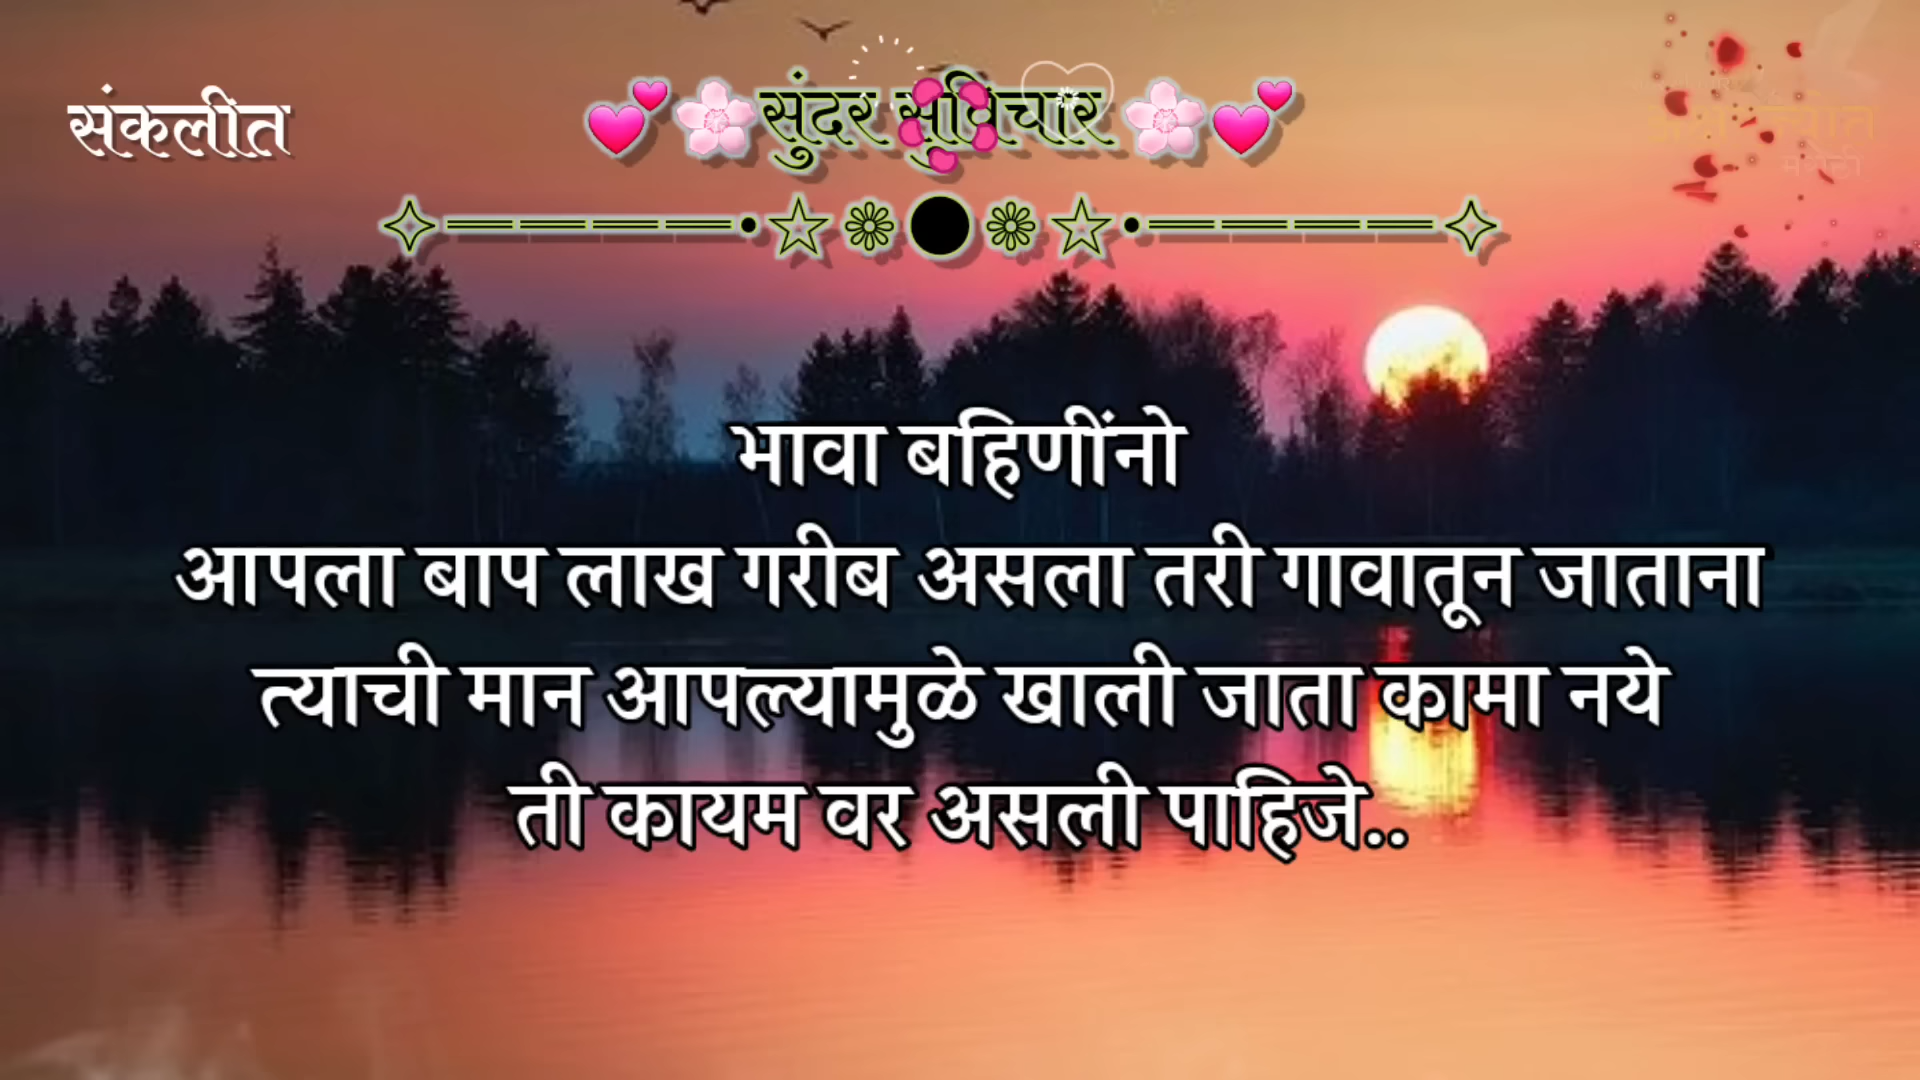 संकलीत
💕🌸सुंदर सुविचार🌸💕
भावा बहिणींनो
आपला बाप लाख गरीब असला तरी गावातून जाताना
त्याची मान आपल्यामुळे खाली जाता कामा नये
ती कायम वर असली पाहिजे..